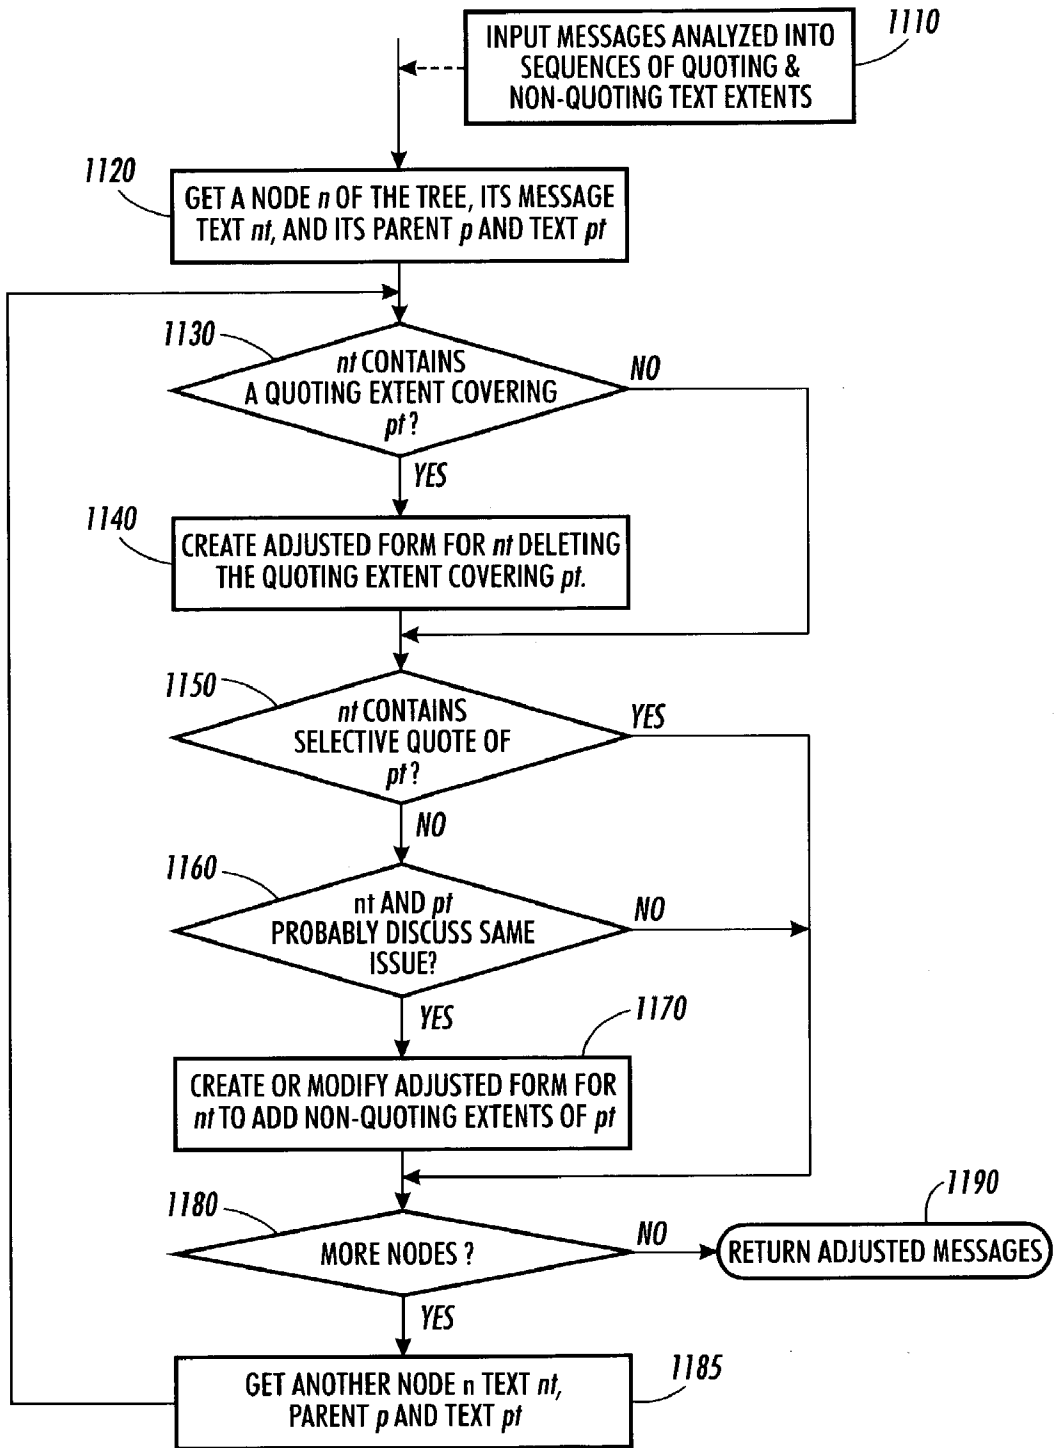 INPUT MESSAGES ANALYZED INTO
SEQUENCES OF QUOTING &
NON-QUOTING TEXT EXTENTS
1110
1120
GET A NODE n OF THE TREE, ITS MESSAGE
TEXT nt, AND ITS PARENT p AND TEXT pt
1130
nt CONTAINS
A QUOTING EXTENT COVERING
pt?
NO
YES
1140
CREATE ADJUSTED FORM FOR nt DELETING
THE QUOTING EXTENT COVERING pt.
1150
nt CONTAINS
SELECTIVE QUOTE OF
pt?
YES
NO
1160
nt AND pt
PROBABLY DISCUSS SAME
ISSUE?
NO
YES
1170
CREATE OR MODIFY ADJUSTED FORM FOR
nt TO ADD NON-QUOTING EXTENTS OF pt
1180
MORE NODES ?
NO
1190
RETURN ADJUSTED MESSAGES
YES
GET ANOTHER NODE n TEXT nt,
PARENT p AND TEXT pt
1185